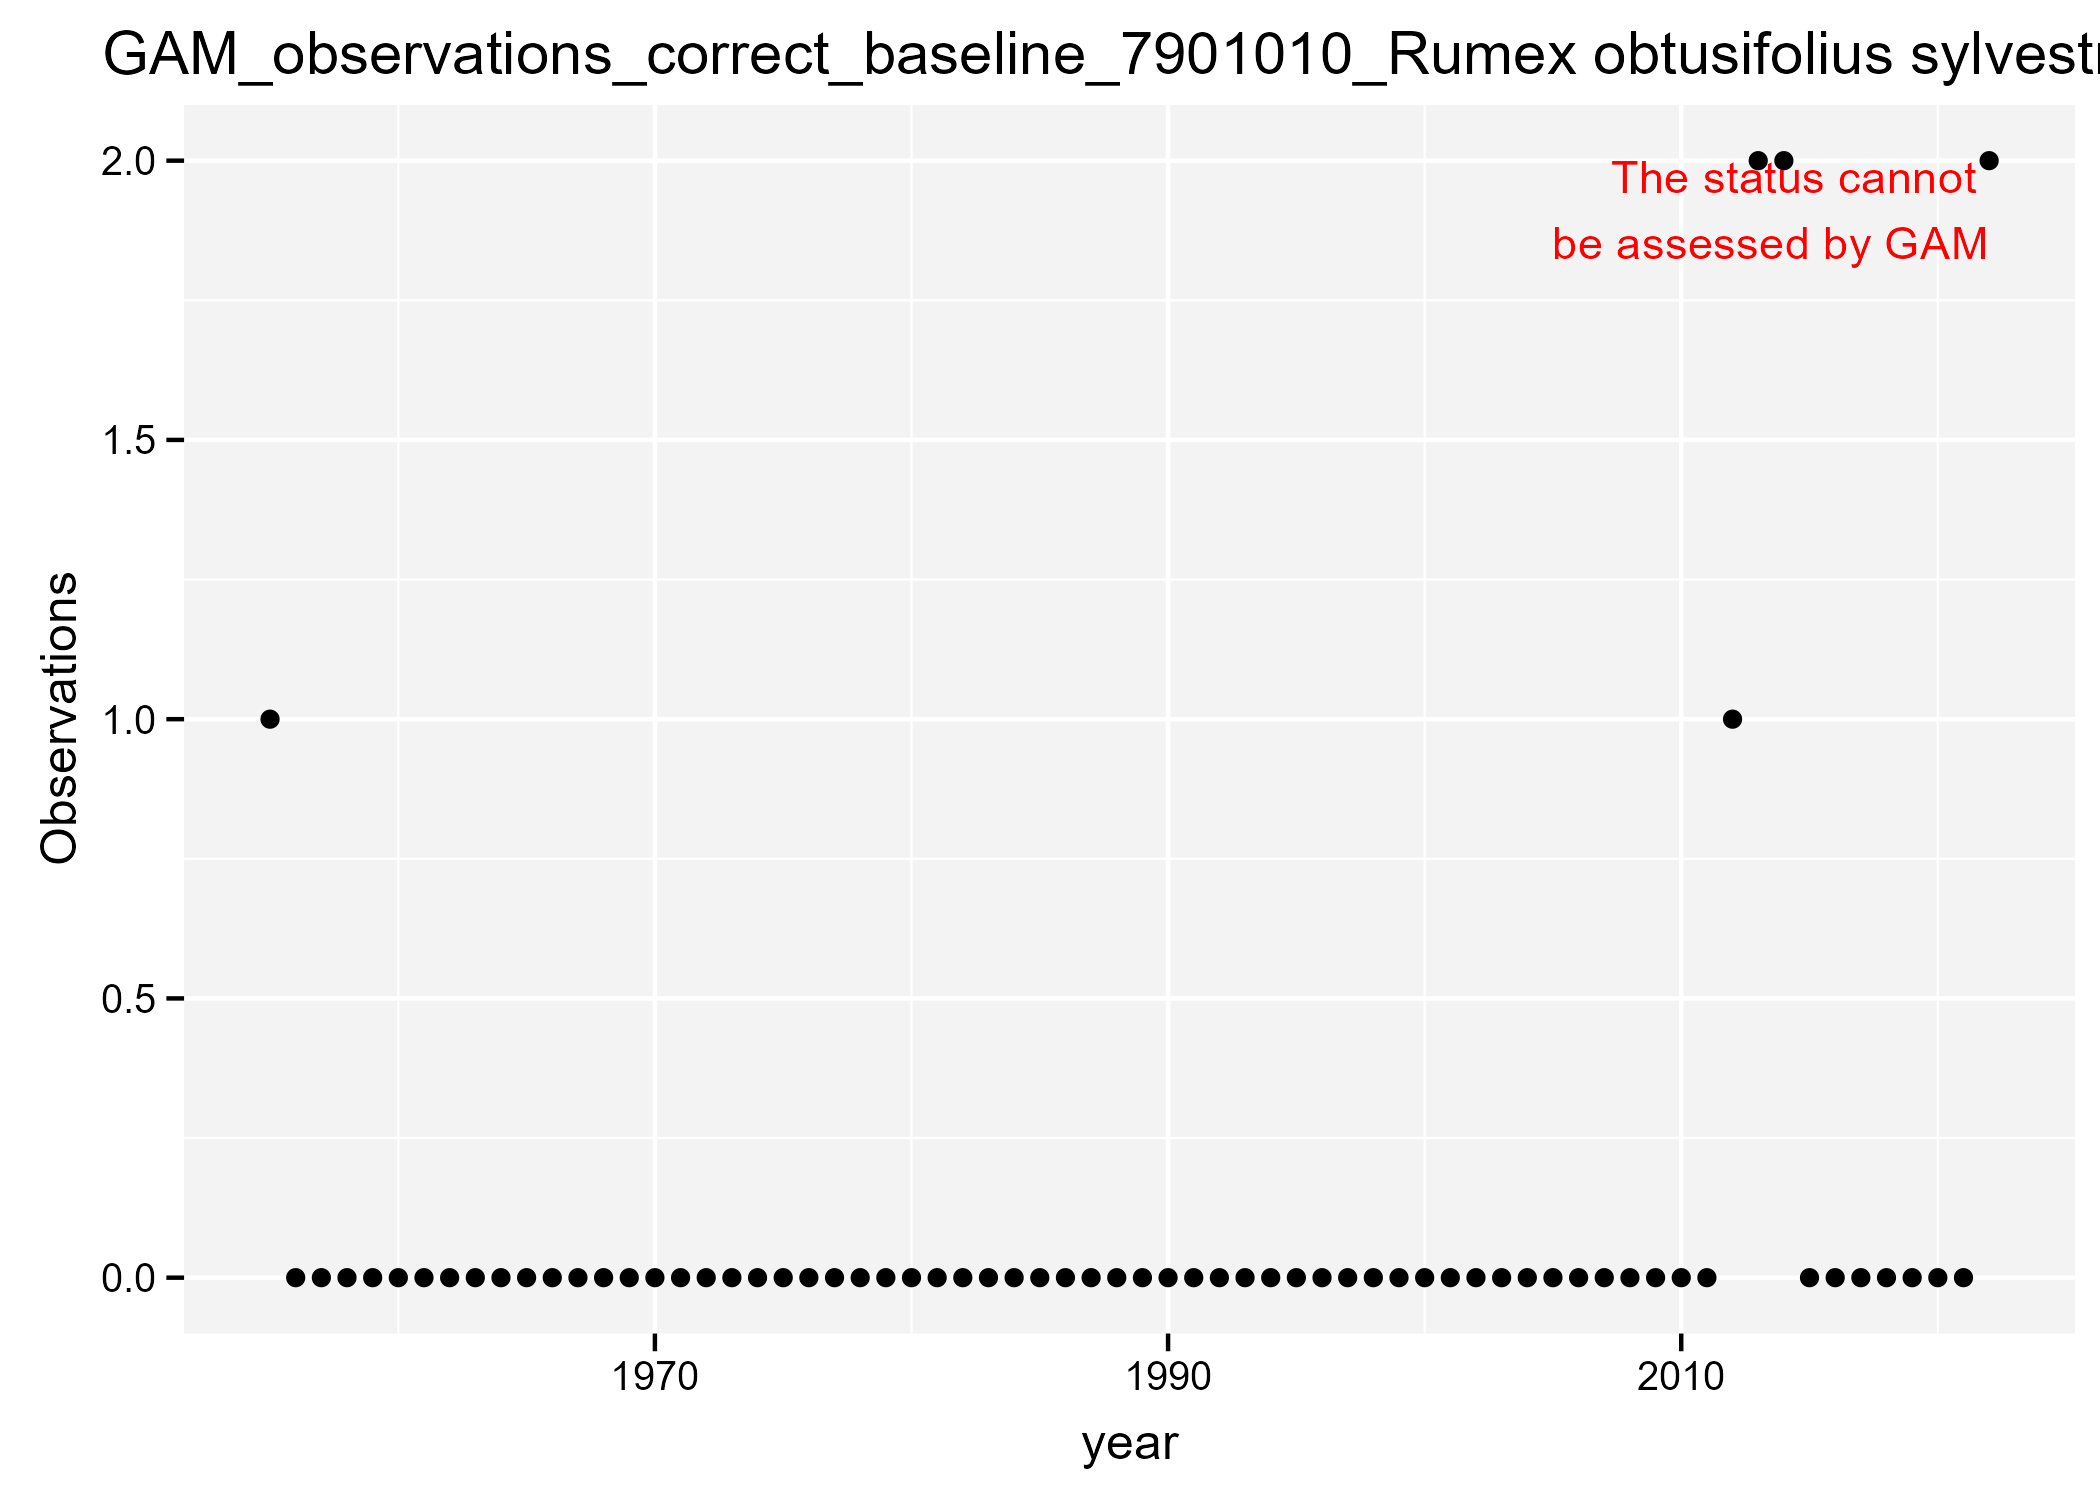 GAM_observations_correct_baseline_7901010_Rumex obtusifolius sylvest
2.0
The status cannot
be assessed by GAM
1.5
Observations
1.0
0.5
0.0
1970 1990 2010
year